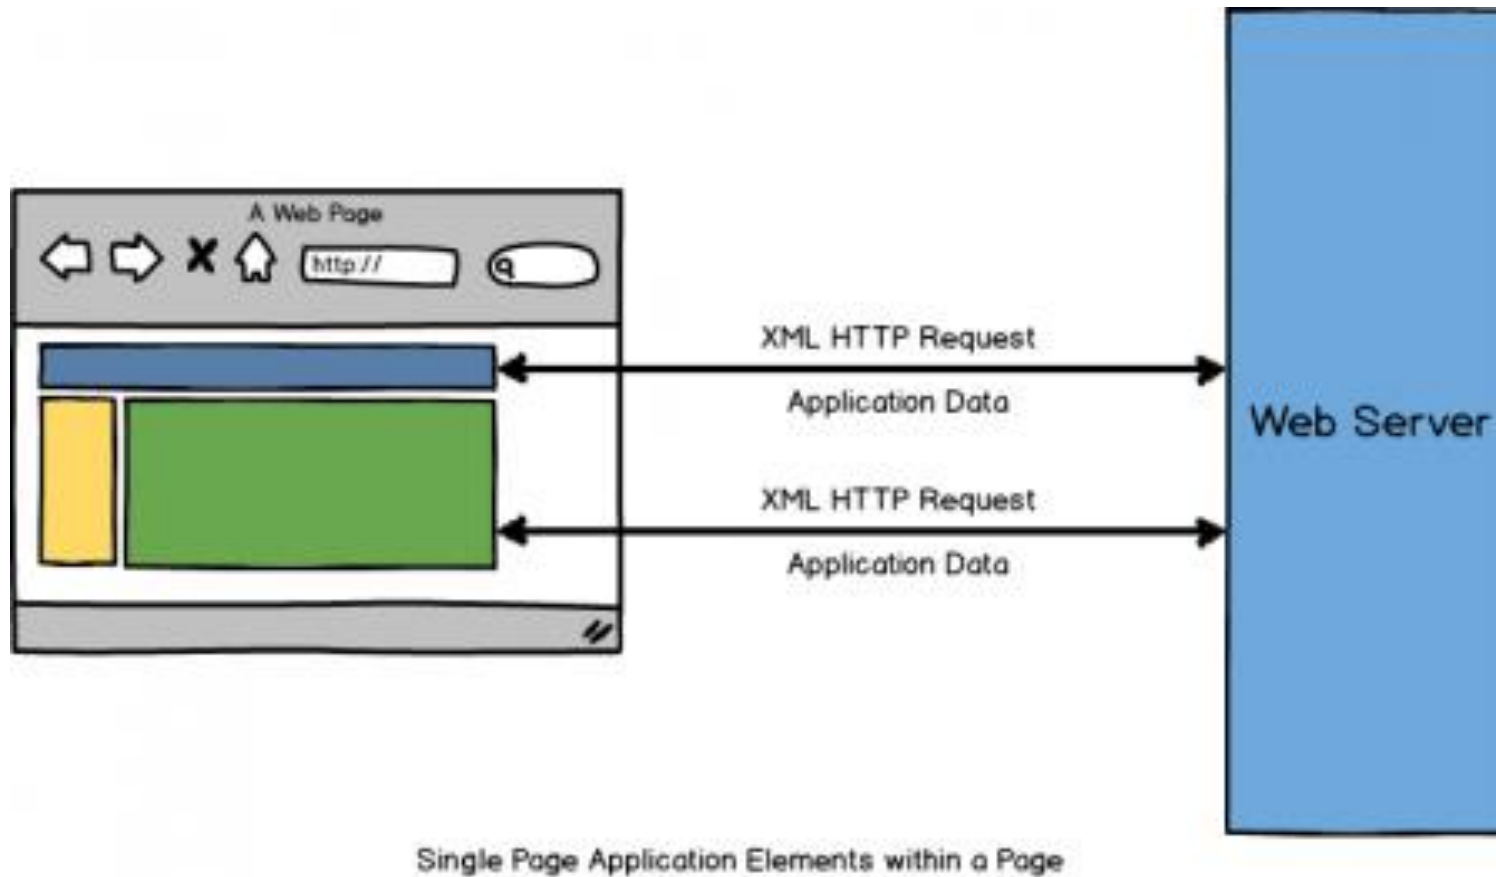 A Web Page
http://
XML HTTP Request
Application Data
Web Server
XML HTTP Request
Application Data
Single Page Application Elements within a Page